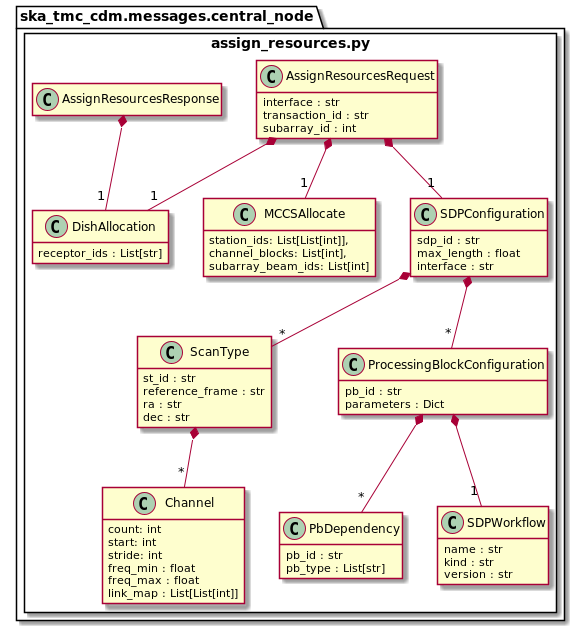 ska_tmc_cdm.messages.central_node
assign_resources.py
C AssignResourcesResponse
C AssignResourcesRequest
interface : str
transaction_id : str
subarray_id : int
1
1
1
1
C DishAllocation
receptor_ids : List[str]
C MCCSAllocate
station_ids: List[List[int]],
channel_blocks: List[int],
subarray_beam_ids: List[int]
C SDPConfiguration
sdp_id : str
max_length : float
interface : str
*
*
C ScanType
st_id : str
reference_frame : str
ra : str
dec : str
C ProcessingBlockConfiguration
pb_id : str
parameters : Dict
*
*
1
C Channel
count: int
start: int
stride: int
freq_min : float
freq_max : float
link_map : List[List[int]]
C PbDependency
pb_id : str
pb_type : List[str]
C SDPWorkflow
name : str
kind : str
version : str